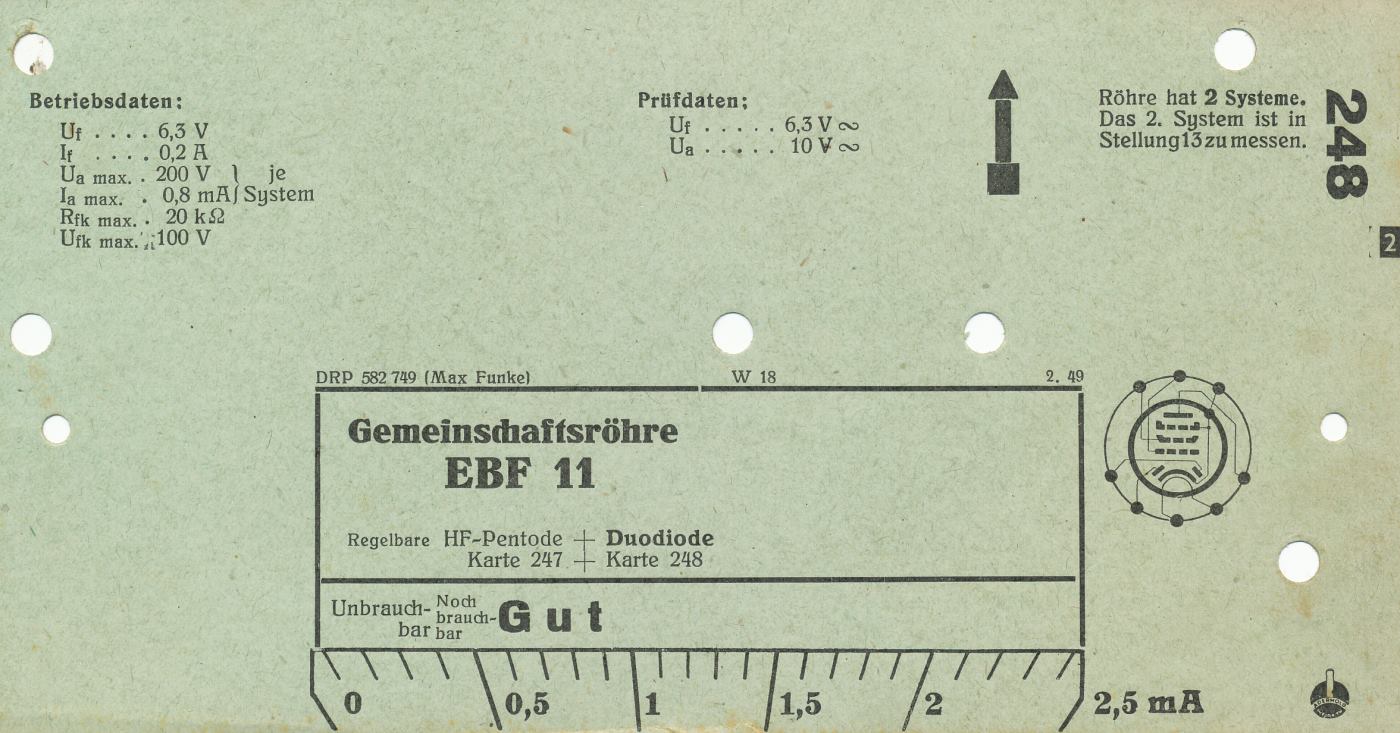 Betriebsdaten:
Uf . . . . 6,3 V
If . . . . 0,2 A
Ua max. . 200 V } je
Ia max. . 0,8 mA } System
Rfk max. . 20 kΩ
Ufk max. 100 V
Prüfdaten:
Uf . . . . . 6,3 V ∾
Ua . . . . . 10 V ∾
Röhre hat 2 Systeme.
Das 2. System ist in
Stellung 13 zu messen.
248
2
DRP 582 749 (Max Funke) W 18 2. 49
Gemeinschaftsröhre
EBF 11
Regelbare HF-Pentode + Duodiode
Karte 247 + Karte 248
Unbrauch-
bar
Noch
brauch-
bar
Gut
0 0,5 1 1,5 2 2,5 mA